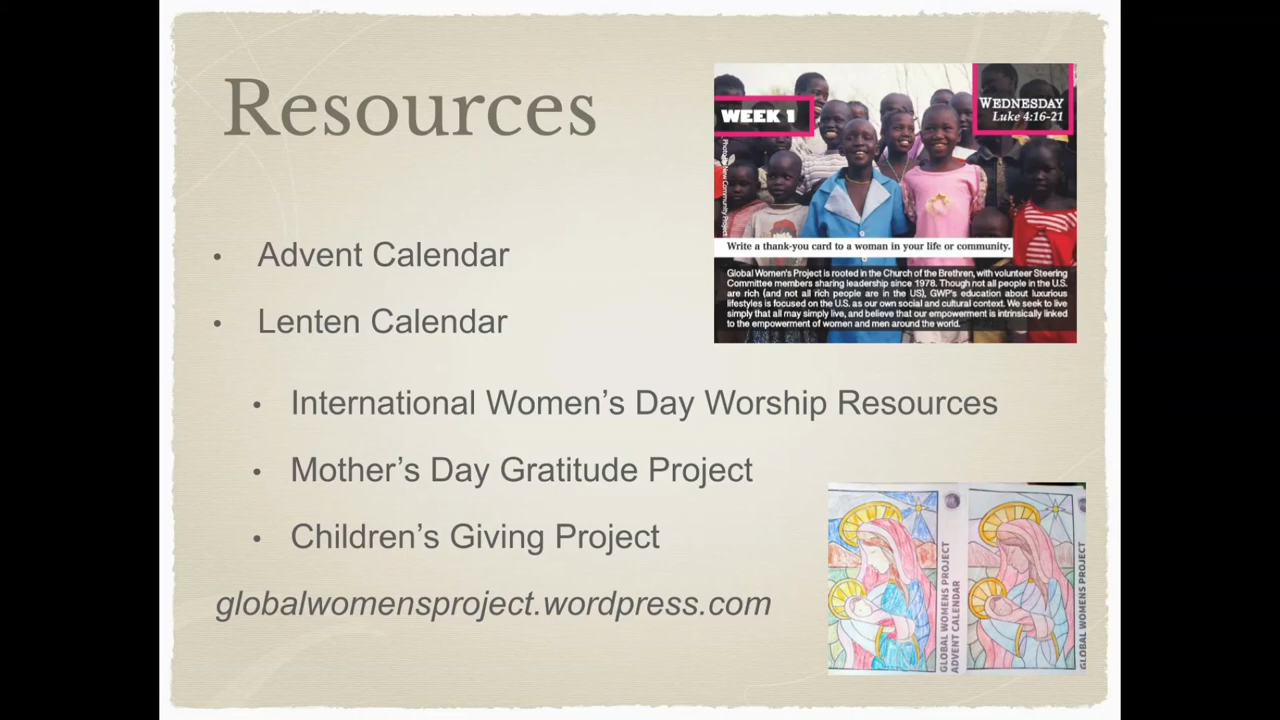 Resources
WEEK 1
WEDNESDAY
Luke 4:16-21
Photo: New Community Project
Write a thank-you card to a woman in your life or community.
Global Women's Project is rooted in the Church of the Brethren, with volunteer Steering
Committee members sharing leadership since 1978. Though not all people in the U.S.
are rich (and not all rich people are in the US), GWP's education about luxurious
lifestyles is focused on the U.S. as our own social and cultural context. We seek to live
simply that all may simply live, and believe that our empowerment is intrinsically linked
to the empowerment of women and men around the world.
• Advent Calendar
• Lenten Calendar
• International Women’s Day Worship Resources
• Mother’s Day Gratitude Project
• Children’s Giving Project
globalwomensproject.wordpress.com
GLOBAL WOMENS PROJECT
ADVENT CALENDAR
GLOBAL WOMENS PROJECT